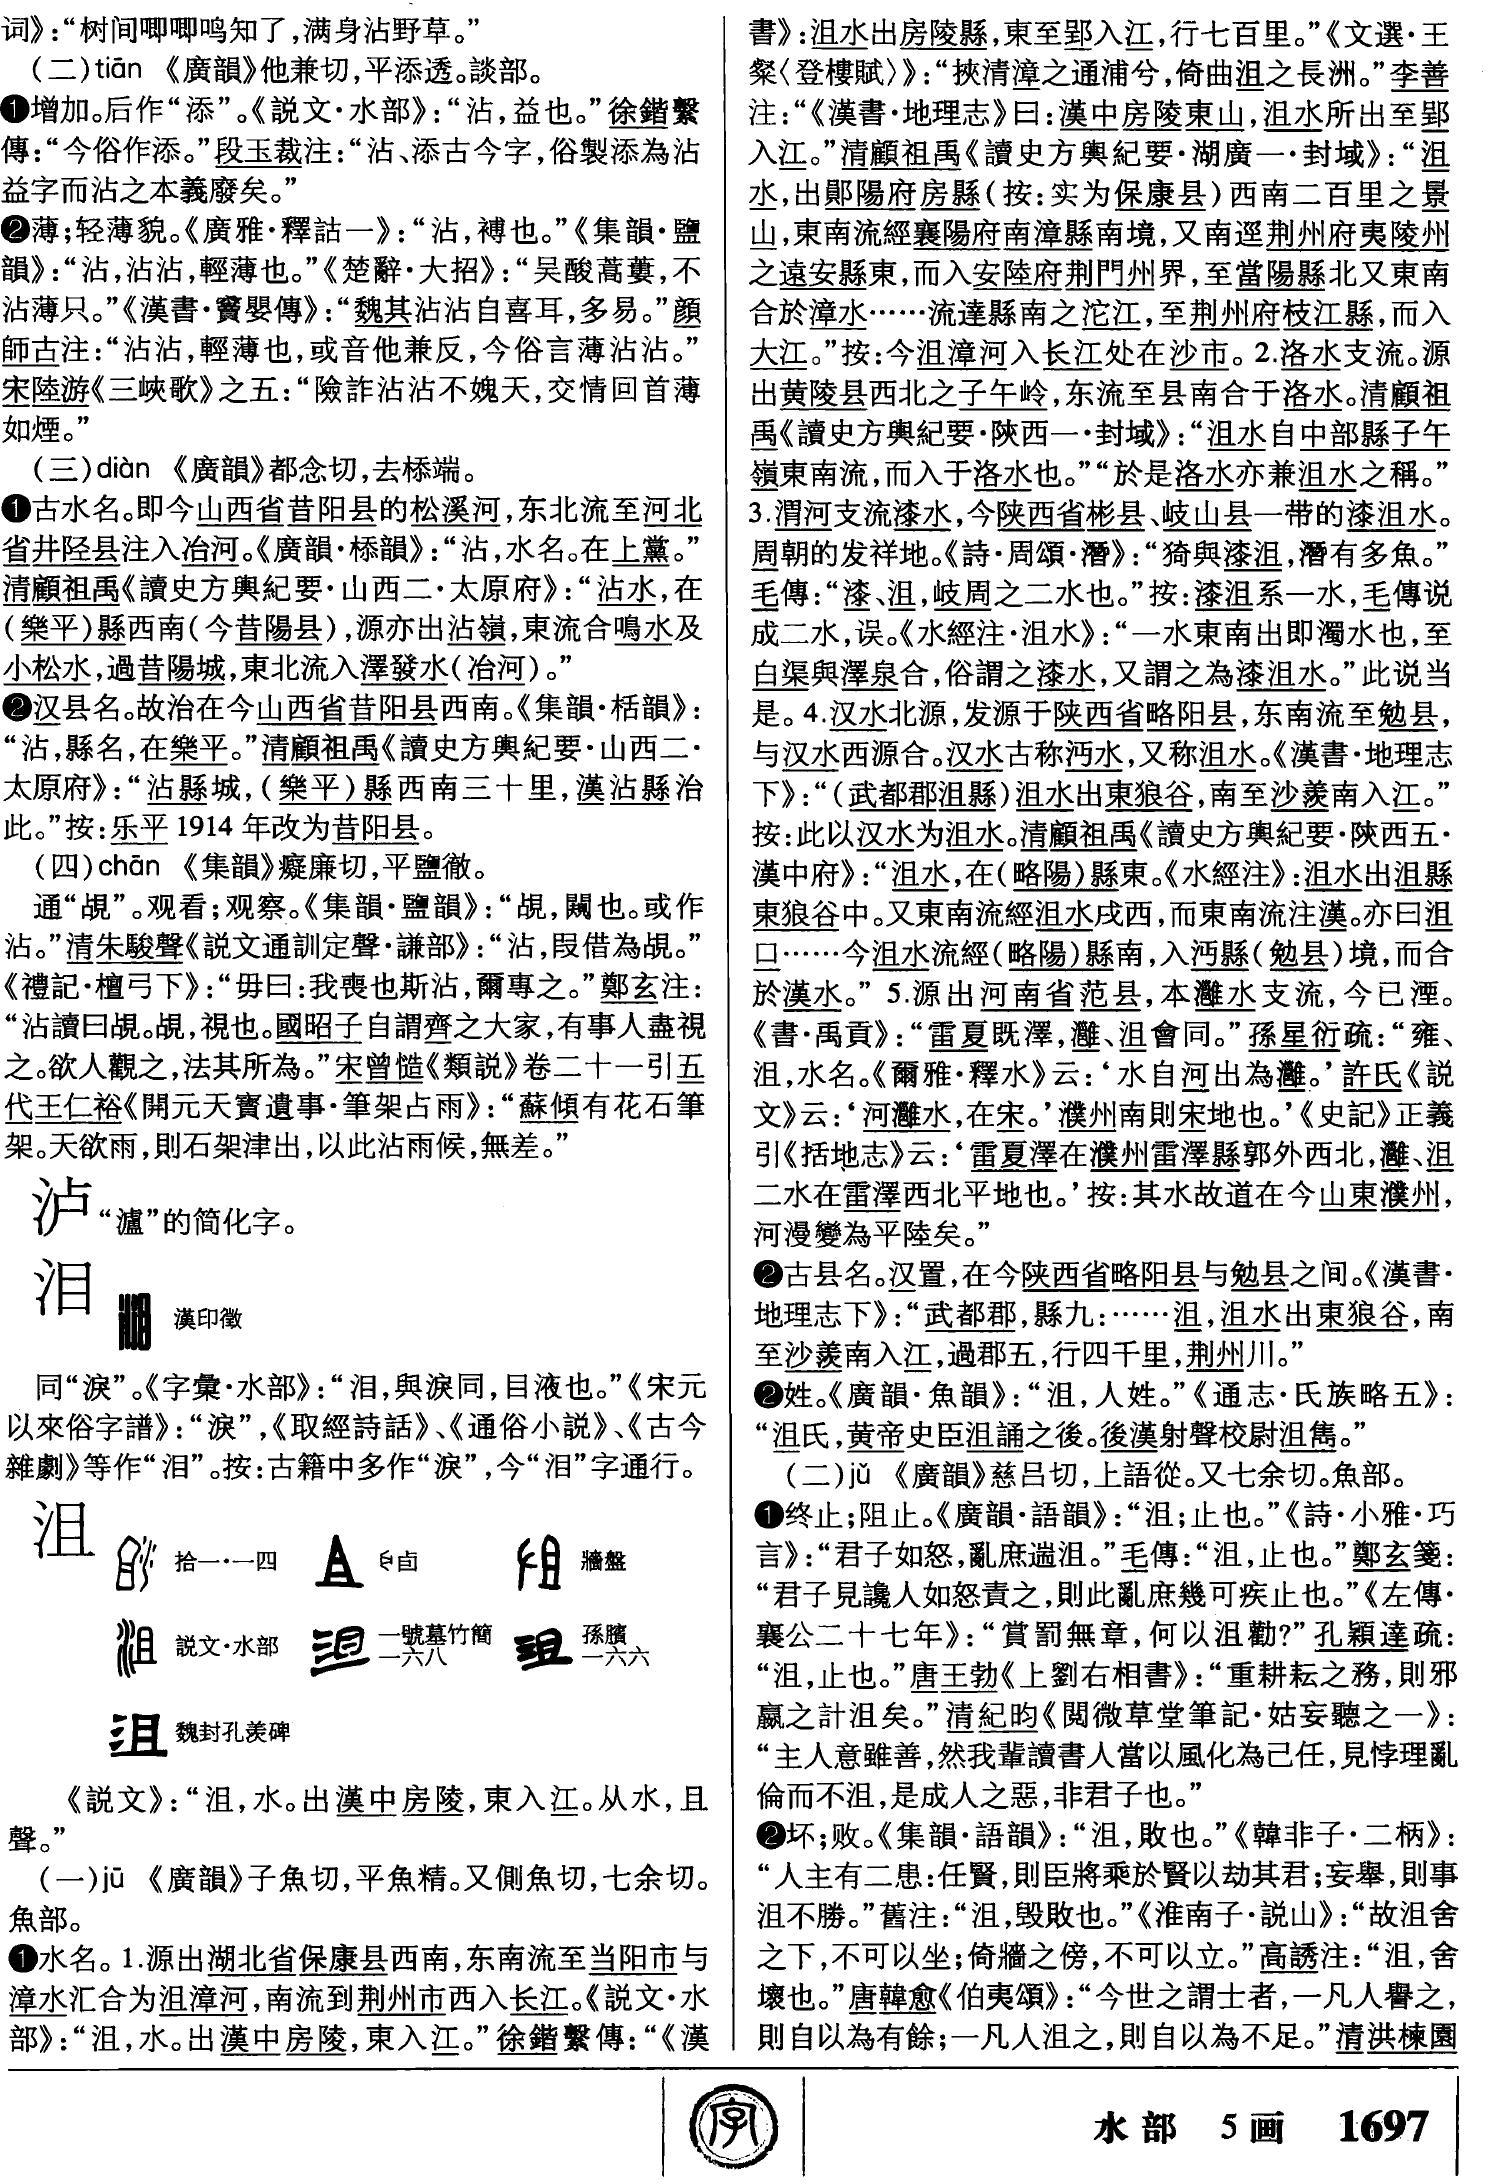 词》：“树间唧唧鸣知了，满身沾野草。”
（二）tiān 《廣韻》他兼切，平添透。談部。
❶增加。后作“添”。《説文·水部》：“沾，益也。”徐鍇繫
傳：“今俗作添。”段玉裁注：“沾、添古今字，俗製添為沾
益字而沾之本義廢矣。”
❷薄；轻薄貌。《廣雅·釋詁一》：“沾，䙏也。”《集韻·鹽
韻》：“沾，沾沾，輕薄也。”《楚辭·大招》：“吴酸蒿蔞，不
沾薄只。”《漢書·竇嬰傳》：“魏其沾沾自喜耳，多易。”顔
師古注：“沾沾，輕薄也，或音他兼反，今俗言薄沾沾。”
宋陸游《三峽歌》之五：“險詐沾沾不媿天，交情回首薄
如煙。”
（三）diàn 《廣韻》都念切，去㮇端。
❶古水名。即今山西省昔阳县的松溪河，东北流至河北
省井陉县注入冶河。《廣韻·㮇韻》：“沾，水名。在上黨。”
清顧祖禹《讀史方輿紀要·山西二·太原府》：“沾水，在
（樂平）縣西南（今昔陽县），源亦出沾嶺，東流合鳴水及
小松水，過昔陽城，東北流入澤發水（冶河）。”
❷汉县名。故治在今山西省昔阳县西南。《集韻·栝韻》：
“沾，縣名，在樂平。”清顧祖禹《讀史方輿紀要·山西二·
太原府》：“沾縣城，（樂平）縣西南三十里，漢沾縣治
此。”按：乐平1914年改为昔阳县。
（四）chān 《集韻》癡廉切，平鹽徹。
通“覘”。观看；观察。《集韻·鹽韻》：“覘，闚也。或作
沾。”清朱駿聲《説文通訓定聲·謙部》：“沾，叚借為覘。”
《禮記·檀弓下》：“毋曰：我喪也斯沾，爾專之。”鄭玄注：
“沾讀曰覘。覘，視也。國昭子自謂齊之大家，有事人盡視
之。欲人觀之，法其所為。”宋曾慥《類説》卷二十一引五
代王仁裕《開元天寶遺事·筆架占雨》：“蘇傾有花石筆
架。天欲雨，則石架津出，以此沾雨候，無差。”
泸 “瀘”的简化字。
泪 漢印徵
同“淚”。《字彙·水部》：“泪，與淚同，目液也。”《宋元
以來俗字譜》：“淚”，《取經詩話》、《通俗小説》、《古今
雜劇》等作“泪”。按：古籍中多作“淚”，今“泪”字通行。
沮 拾一·一四 卣 牆盤
説文·水部 一號墓竹簡一六八 孫臏一六六
魏封孔羨碑
《説文》：“沮，水。出漢中房陵，東入江。从水，且
聲。”
（一）jū 《廣韻》子魚切，平魚精。又側魚切，七余切。
魚部。
❶水名。1.源出湖北省保康县西南，东南流至当阳市与
漳水汇合为沮漳河，南流到荆州市西入长江。《説文·水
部》：“沮，水。出漢中房陵，東入江。”徐鍇繫傳：“《漢
書》：沮水出房陵縣，東至郢入江，行七百里。”《文選·王
粲〈登樓賦〉》：“挾清漳之通浦兮，倚曲沮之長洲。”李善
注：“《漢書·地理志》曰：漢中房陵東山，沮水所出至郢
入江。”清顧祖禹《讀史方輿紀要·湖廣一·封域》：“沮
水，出鄖陽府房縣（按：实为保康县）西南二百里之景
山，東南流經襄陽府南漳縣南境，又南逕荆州府夷陵州
之遠安縣東，而入安陸府荆門州界，至當陽縣北又東南
合於漳水……流達縣南之沱江，至荆州府枝江縣，而入
大江。”按：今沮漳河入长江处在沙市。2.洛水支流。源
出黄陵县西北之子午岭，东流至县南合于洛水。清顧祖
禹《讀史方輿紀要·陝西一·封域》：“沮水自中部縣子午
嶺東南流，而入于洛水也。”“於是洛水亦兼沮水之稱。”
3.渭河支流漆水，今陕西省彬县、岐山县一带的漆沮水。
周朝的发祥地。《詩·周頌·潛》：“猗與漆沮，潛有多魚。”
毛傳：“漆、沮，岐周之二水也。”按：漆沮系一水，毛傳说
成二水，误。《水經注·沮水》：“一水東南出即濁水也，至
白渠與澤泉合，俗謂之漆水，又謂之為漆沮水。”此说当
是。4.汉水北源，发源于陕西省略阳县，东南流至勉县，
与汉水西源合。汉水古称沔水，又称沮水。《漢書·地理志
下》：“（武都郡沮縣）沮水出東狼谷，南至沙羨南入江。”
按：此以汉水为沮水。清顧祖禹《讀史方輿紀要·陝西五·
漢中府》：“沮水，在（略陽）縣東。《水經注》：沮水出沮縣
東狼谷中。又東南流經沮水戍西，而東南流注漢。亦曰沮
口……今沮水流經（略陽）縣南，入沔縣（勉县）境，而合
於漢水。”5.源出河南省范县，本灉水支流，今已湮。
《書·禹貢》：“雷夏既澤，灉、沮會同。”孫星衍疏：“雍、
沮，水名。《爾雅·釋水》云：‘水自河出為灉。’許氏《説
文》云：‘河灉水，在宋。’濮州南則宋地也。’《史記》正義
引《括地志》云：‘雷夏澤在濮州雷澤縣郭外西北，灉、沮
二水在雷澤西北平地也。’按：其水故道在今山東濮州，
河漫變為平陸矣。”
❷古县名。汉置，在今陕西省略阳县与勉县之间。《漢書·
地理志下》：“武都郡，縣九：……沮，沮水出東狼谷，南
至沙羨南入江，過郡五，行四千里，荆州川。”
❷姓。《廣韻·魚韻》：“沮，人姓。”《通志·氏族略五》：
“沮氏，黄帝史臣沮誦之後。後漢射聲校尉沮雋。”
（二）jǔ 《廣韻》慈吕切，上語從。又七余切。魚部。
❶终止；阻止。《廣韻·語韻》：“沮；止也。”《詩·小雅·巧
言》：“君子如怒，亂庶遄沮。”毛傳：“沮，止也。”鄭玄箋：
“君子見讒人如怒責之，則此亂庶幾可疾止也。”《左傳·
襄公二十七年》：“賞罰無章，何以沮勸？”孔穎達疏：
“沮，止也。”唐王勃《上劉右相書》：“重耕耘之務，則邪
嬴之計沮矣。”清紀昀《閲微草堂筆記·姑妄聽之一》：
“主人意雖善，然我輩讀書人當以風化為己任，見悖理亂
倫而不沮，是成人之惡，非君子也。”
❷坏；败。《集韻·語韻》：“沮，敗也。”《韓非子·二柄》：
“人主有二患：任賢，則臣將乘於賢以劫其君；妄舉，則事
沮不勝。”舊注：“沮，毁敗也。”《淮南子·説山》：“故沮舍
之下，不可以坐；倚牆之傍，不可以立。”高誘注：“沮，舍
壞也。”唐韓愈《伯夷頌》：“今世之謂士者，一凡人譽之，
則自以為有餘；一凡人沮之，則自以為不足。”清洪楝園
字
水部 5画 1697